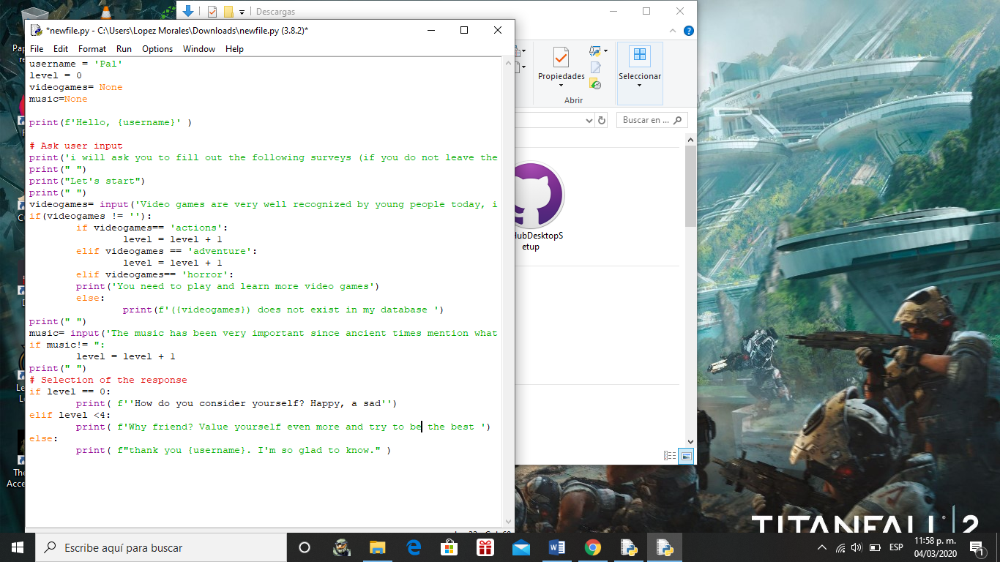 Descargas
*newfile.py - C:\Users\Lopez Morales\Downloads\newfile.py (3.8.2)*
File Edit Format Run Options Window Help
username = 'Pal'
level = 0
videogames= None
music=None
print(f'Hello, {username}' )
# Ask user input
print('i will ask you to fill out the following surveys (if you do not leave the
print(" ")
print("Let's start")
print(" ")
videogames= input('Video games are very well recognized by young people today, i
if(videogames != ''):
if videogames== 'actions':
level = level + 1
elif videogames == 'adventure':
level = level + 1
elif videogames== 'horror':
print('You need to play and learn more video games')
else:
print(f'({videogames}) does not exist in my database ')
print(" ")
music= input('The music has been very important since ancient times mention what
if music!= ":
level = level + 1
print(" ")
# Selection of the response
if level == 0:
print( f''How do you consider yourself? Happy, a sad'')
elif level <4:
print( f'Why friend? Value yourself even more and try to be the best ')
else:
print( f"thank you {username}. I'm so glad to know." )
Propiedades
Seleccionar
Abrir
Buscar en ...
HubDesktopS
etup
TITANFALL 2
Escribe aquí para buscar
ESP
11:58 p. m.
04/03/2020
1